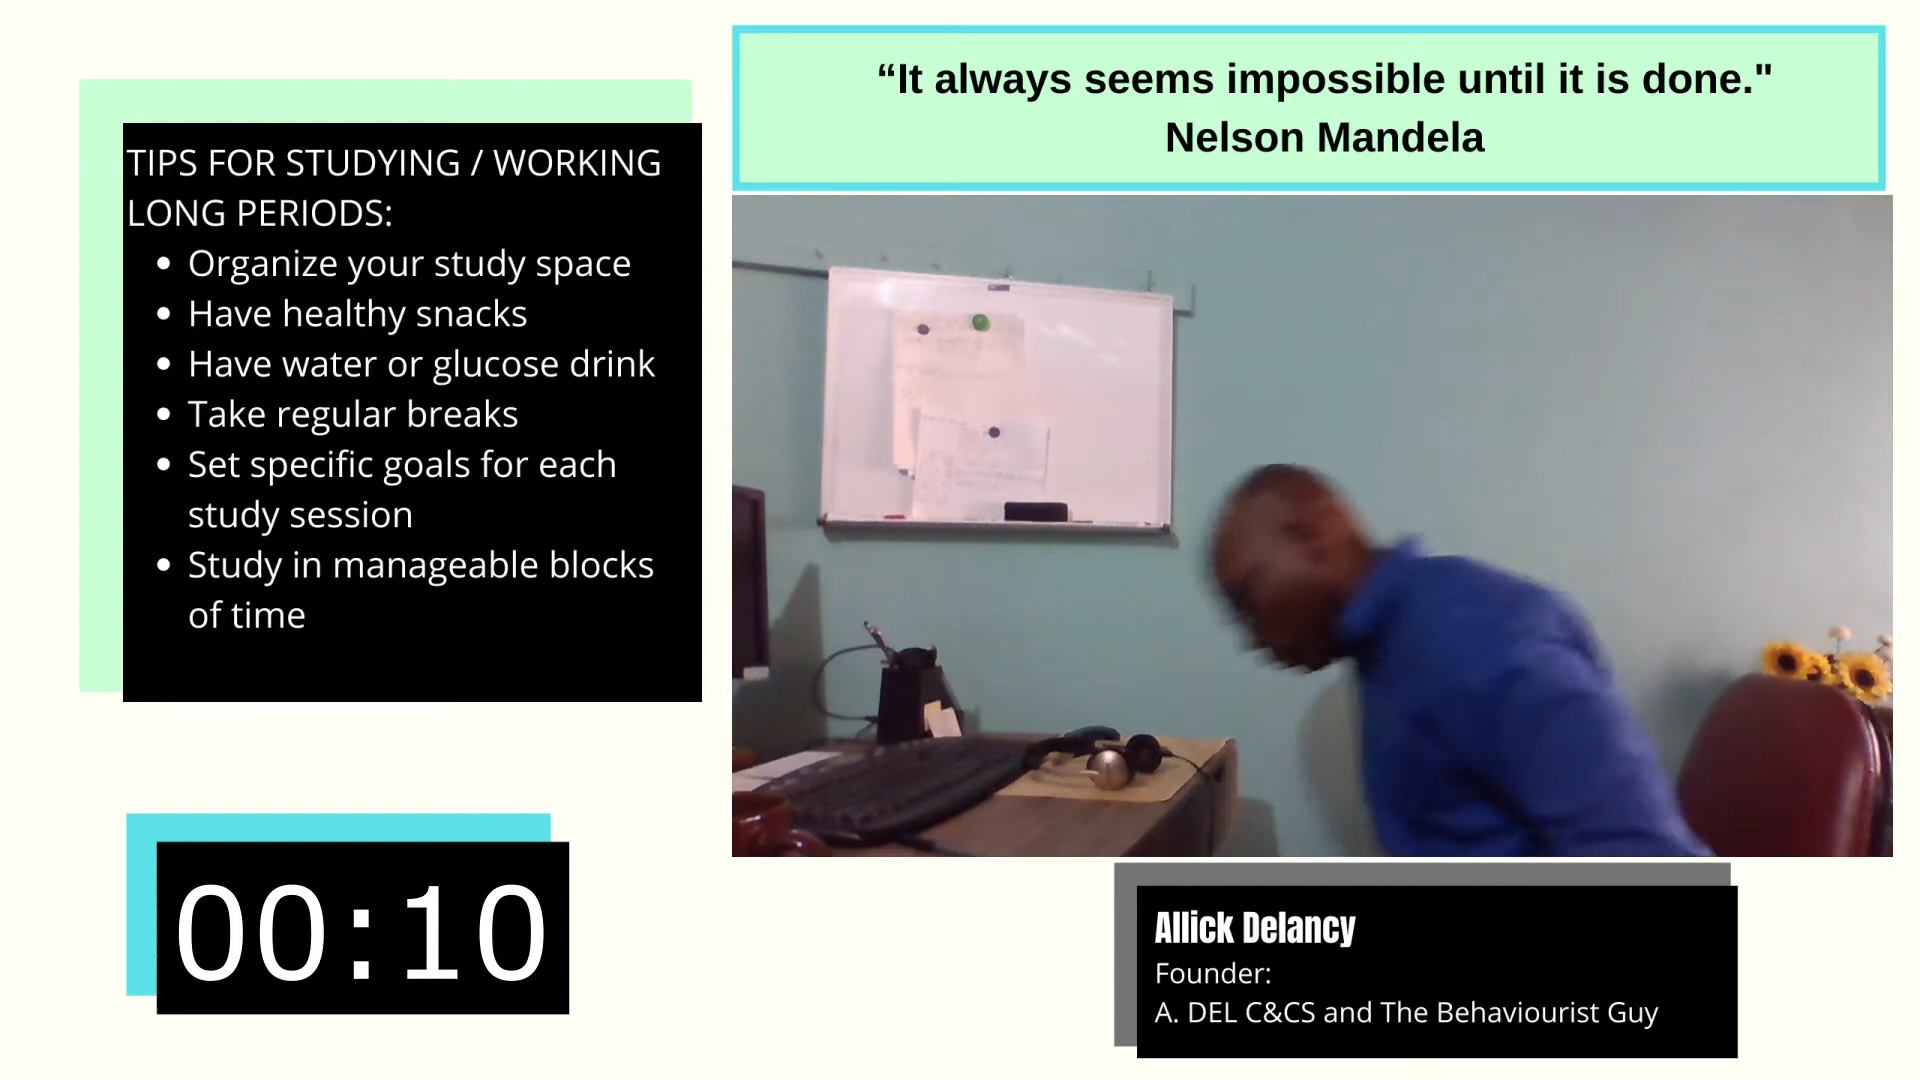 “It always seems impossible until it is done."
Nelson Mandela
TIPS FOR STUDYING / WORKING
LONG PERIODS:
• Organize your study space
• Have healthy snacks
• Have water or glucose drink
• Take regular breaks
• Set specific goals for each
study session
• Study in manageable blocks
of time
00:10
Allick Delancy
Founder:
A. DEL C&CS and The Behaviourist Guy